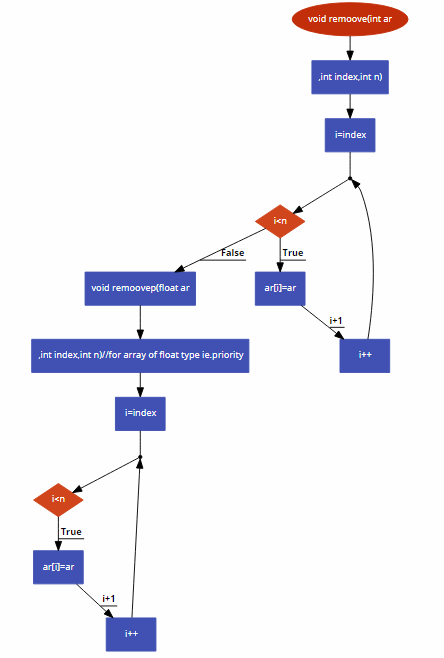 void remoove(int ar
,int index,int n)
i=index
i<n
False
True
void remoovep(float ar
ar[i]=ar
i+1
,int index,int n)//for array of float type ie.priority
i++
i=index
i<n
True
ar[i]=ar
i+1
i++